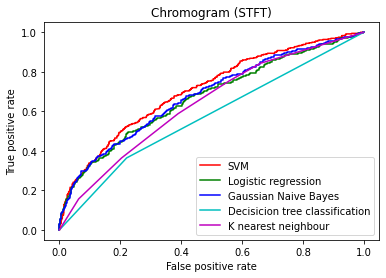 Chromogram (STFT)
True positive rate
1.0
0.8
0.6
0.4
0.2
0.0
SVM
Logistic regression
Gaussian Naive Bayes
Decisicion tree classification
K nearest neighbour
0.0 0.2 0.4 0.6 0.8 1.0
False positive rate